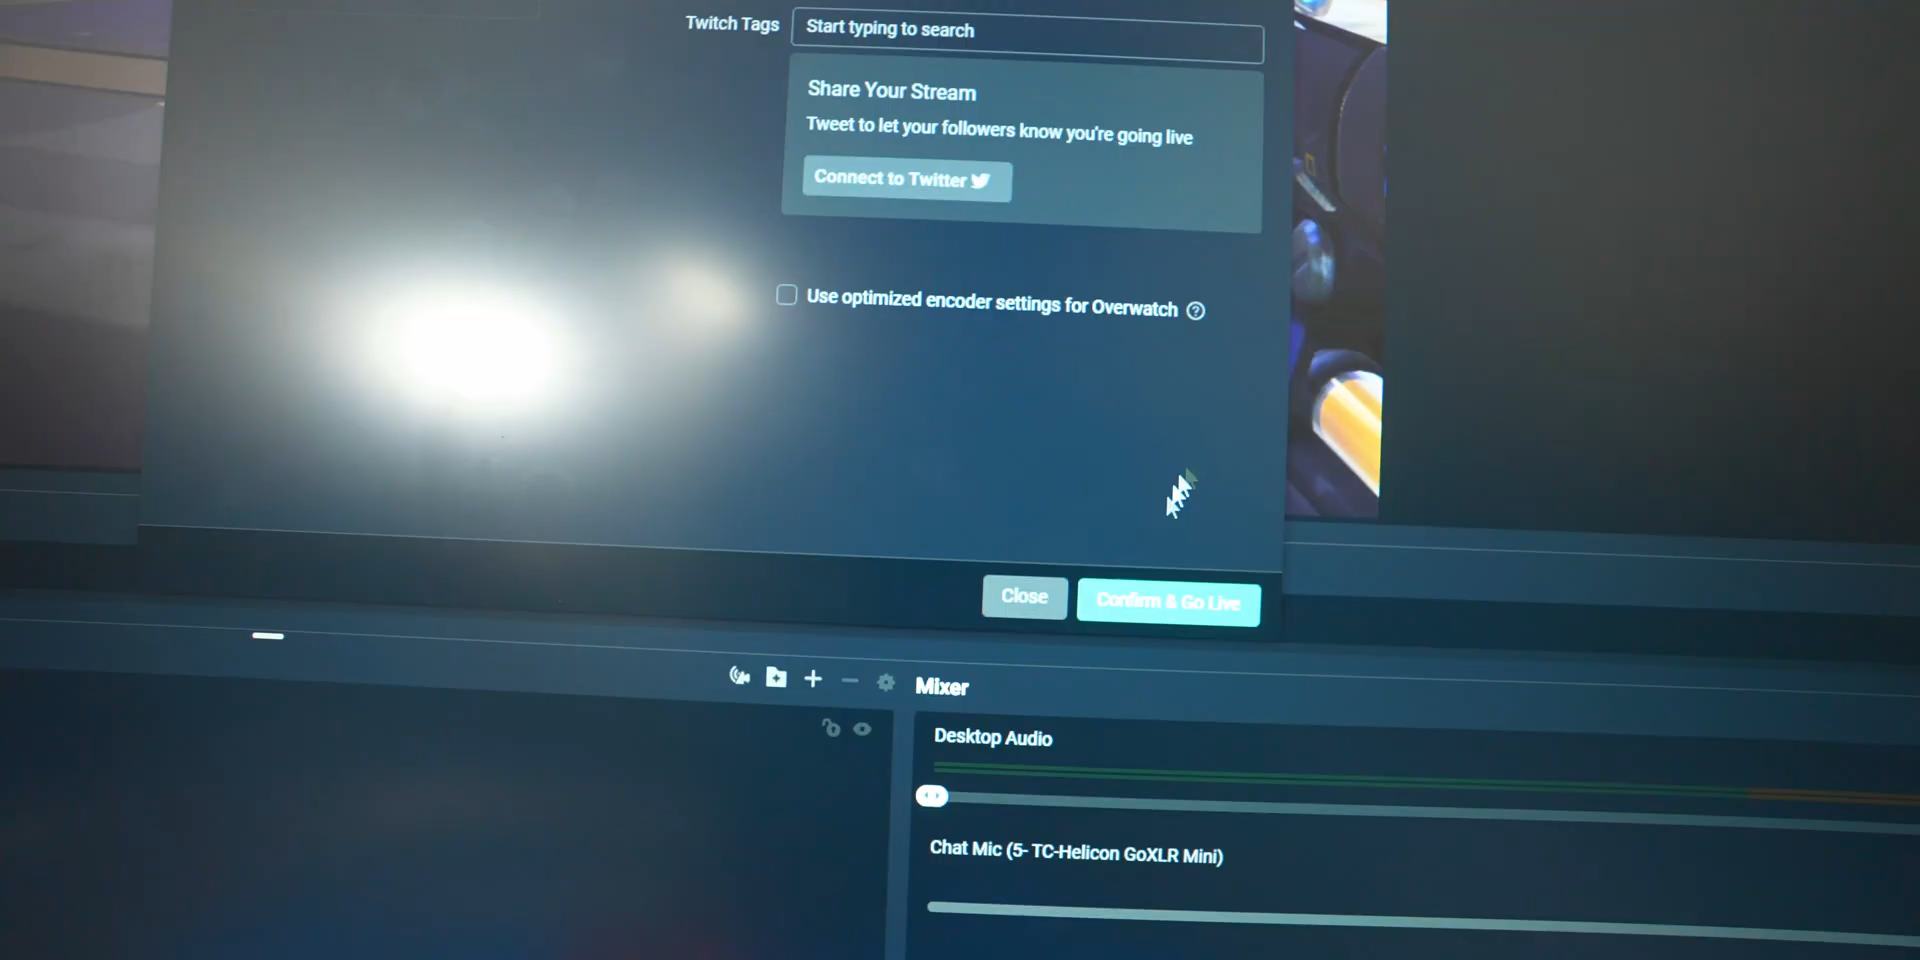 Twitch Tags
Start typing to search
Share Your Stream
Tweet to let your followers know you're going live
Connect to Twitter
Use optimized encoder settings for Overwatch
Close
Confirm & Go Live
Mixer
Desktop Audio
Chat Mic (5- TC-Helicon GoXLR Mini)